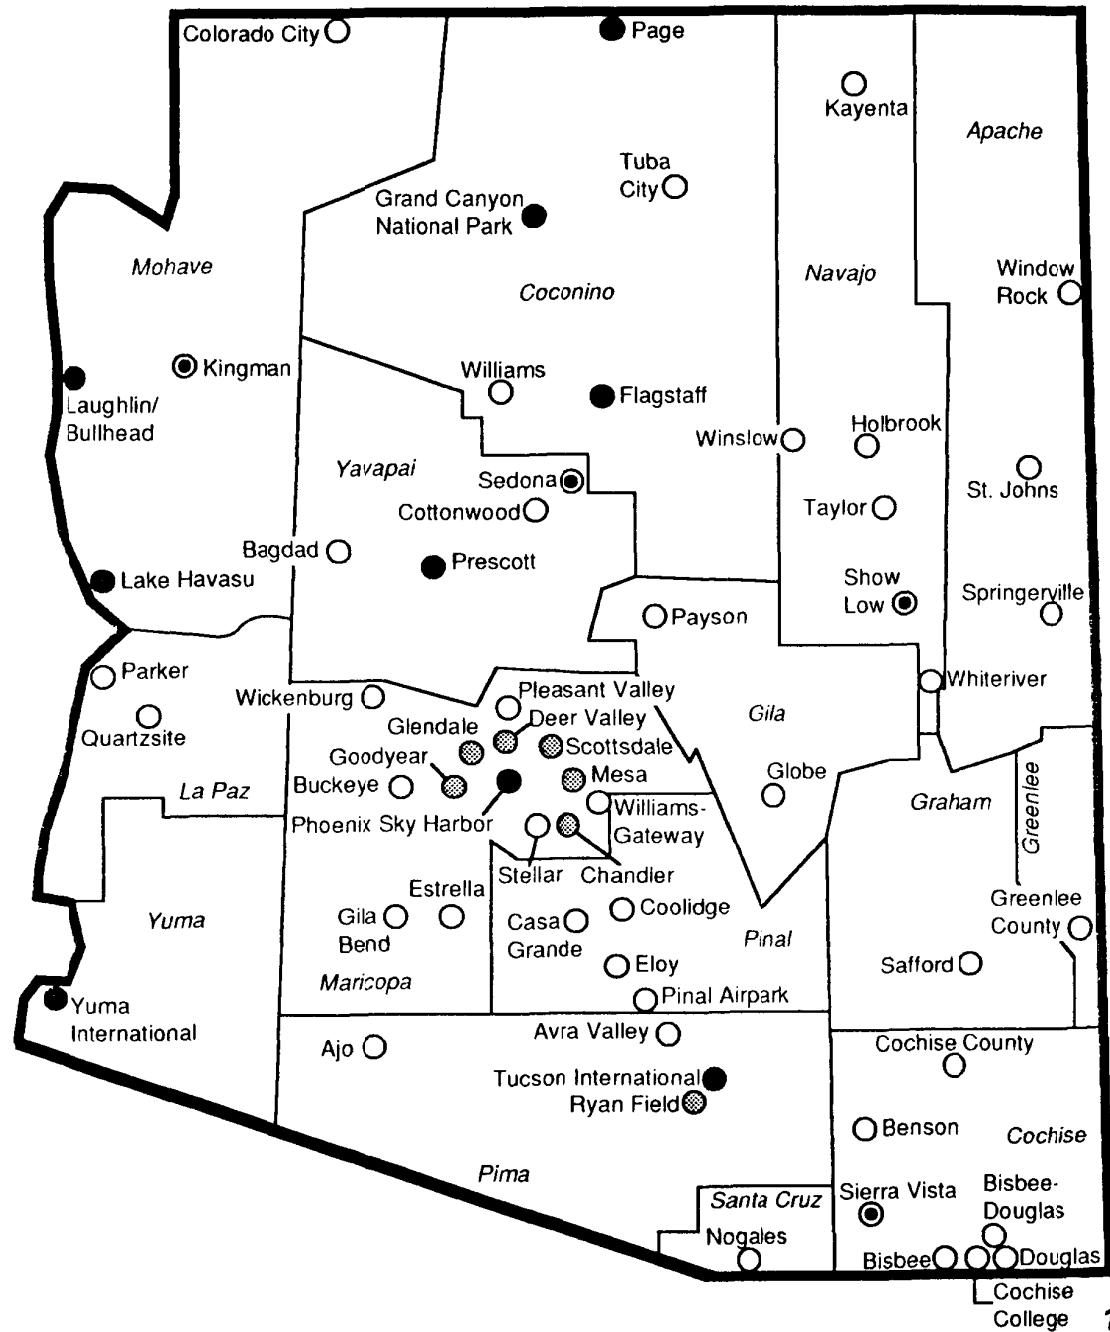 Colorado City
Page
Kayenta
Apache
Tuba
City
Grand Canyon
National Park
Mohave
Coconino
Navajo
Window
Rock
Kingman
Williams
Flagstaff
Laughlin/
Bullhead
Winslow
Holbrook
Yavapai
Sedona
St. Johns
Cottonwood
Taylor
Bagdad
Prescott
Lake Havasu
Show
Low
Springerville
Payson
Parker
Whiteriver
Wickenburg
Pleasant Valley
Quartzsite
Glendale
Deer Valley
Gila
Goodyear
Scottsdale
Buckeye
Mesa
Globe
La Paz
Graham
Greenlee
Phoenix Sky Harbor
Williams-
Gateway
Stellar
Chandler
Estrella
Greenlee
County
Yuma
Gila
Bend
Casa
Grande
Coolidge
Pinal
Eloy
Safford
Maricopa
Pinal Airpark
Yuma
International
Avra Valley
Ajo
Cochise County
Tucson International
Ryan Field
Benson
Cochise
Pima
Santa Cruz
Sierra Vista
Bisbee-
Douglas
Nogales
Bisbee
Douglas
Cochise
College